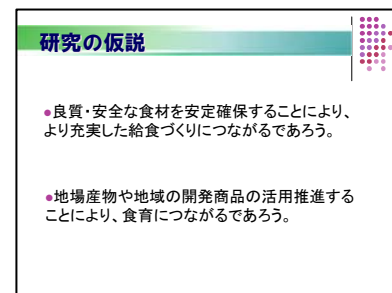 研究の仮説
●良質・安全な食材を安定確保することにより、
より充実した給食づくりにつながるであろう。
●地場産物や地域の開発商品の活用推進する
ことにより、食育につながるであろう。